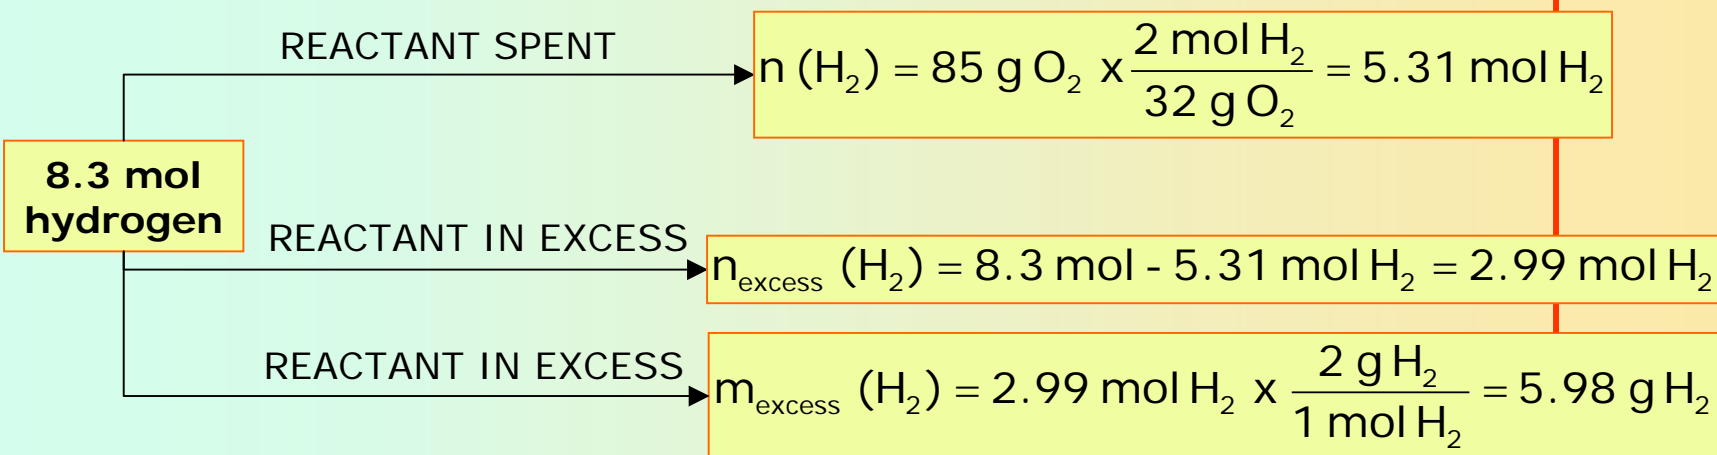 REACTANT SPENT
n (H₂) = 85 g O₂ x 2 mol H₂ / 32 g O₂ = 5.31 mol H₂
8.3 mol
hydrogen
REACTANT IN EXCESS
nₑₓcₑₛₛ (H₂) = 8.3 mol - 5.31 mol H₂ = 2.99 mol H₂
REACTANT IN EXCESS
mₑₓcₑₛₛ (H₂) = 2.99 mol H₂ x 2 g H₂ / 1 mol H₂ = 5.98 g H₂